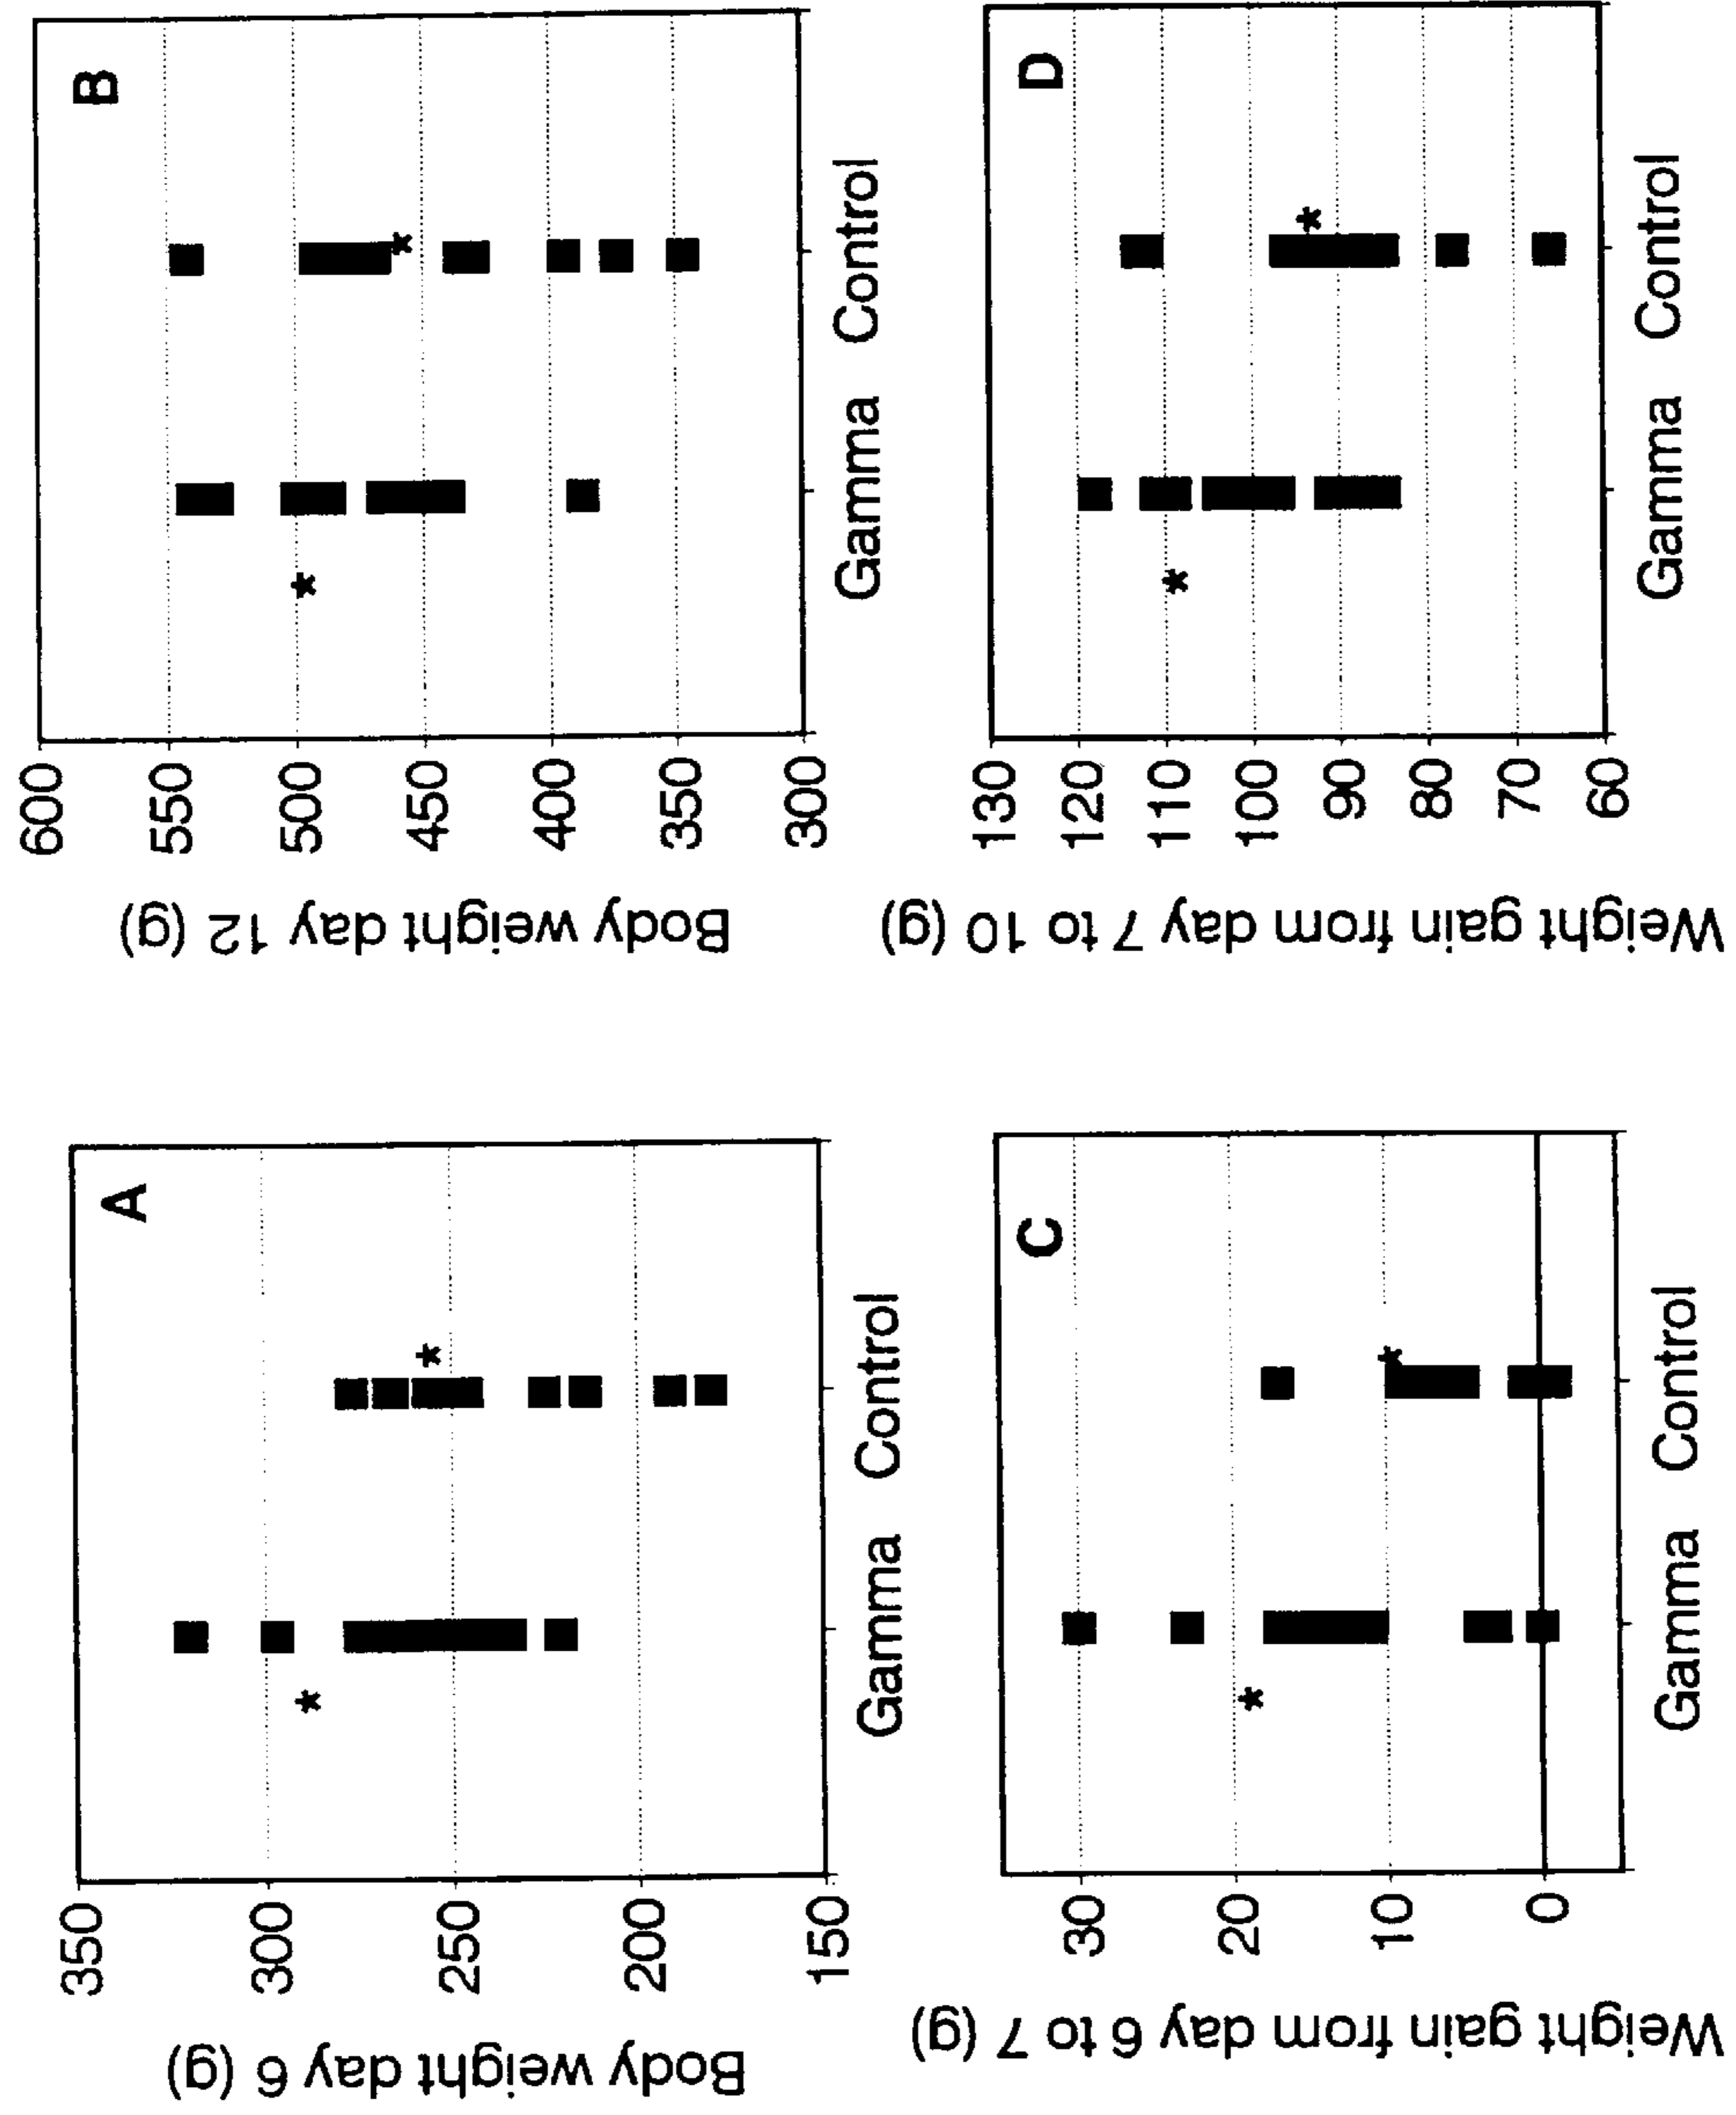 A
Body weight day 6 (g)
350
300
250
200
150
*
*
Gamma Control
B
Body weight day 12 (g)
600
550
500
450
400
350
300
*
*
Gamma Control
C
Weight gain from day 6 to 7 (g)
30
20
10
0
*
*
Gamma Control
D
Weight gain from day 7 to 10 (g)
130
120
110
100
90
80
70
60
*
*
Gamma Control